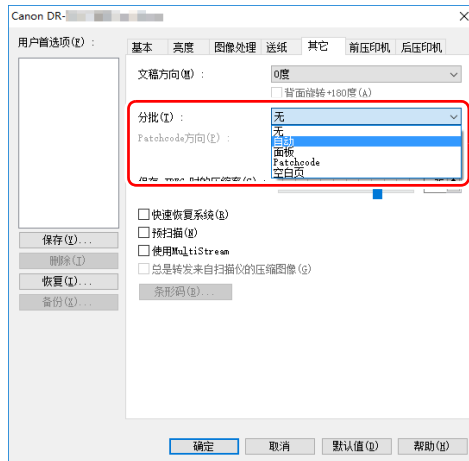 Canon DR-
用户首选项(P) :
基本 亮度 图像处理 送纸 其它 前压印机 后压印机
文稿方向(M) :
0度
背面旋转+180度(A)
分批(T) :
无
Patchcode方向(P) :
无
自动
面板
Patchcode
空白页
快速恢复系统(R)
预扫描(N)
使用MultiStream
总是转发来自扫描仪的压缩图像(G)
条形码(B)...
保存(V)...
删除(I)
恢复(I)...
备份(X)...
确定 取消 默认值(D) 帮助(H)